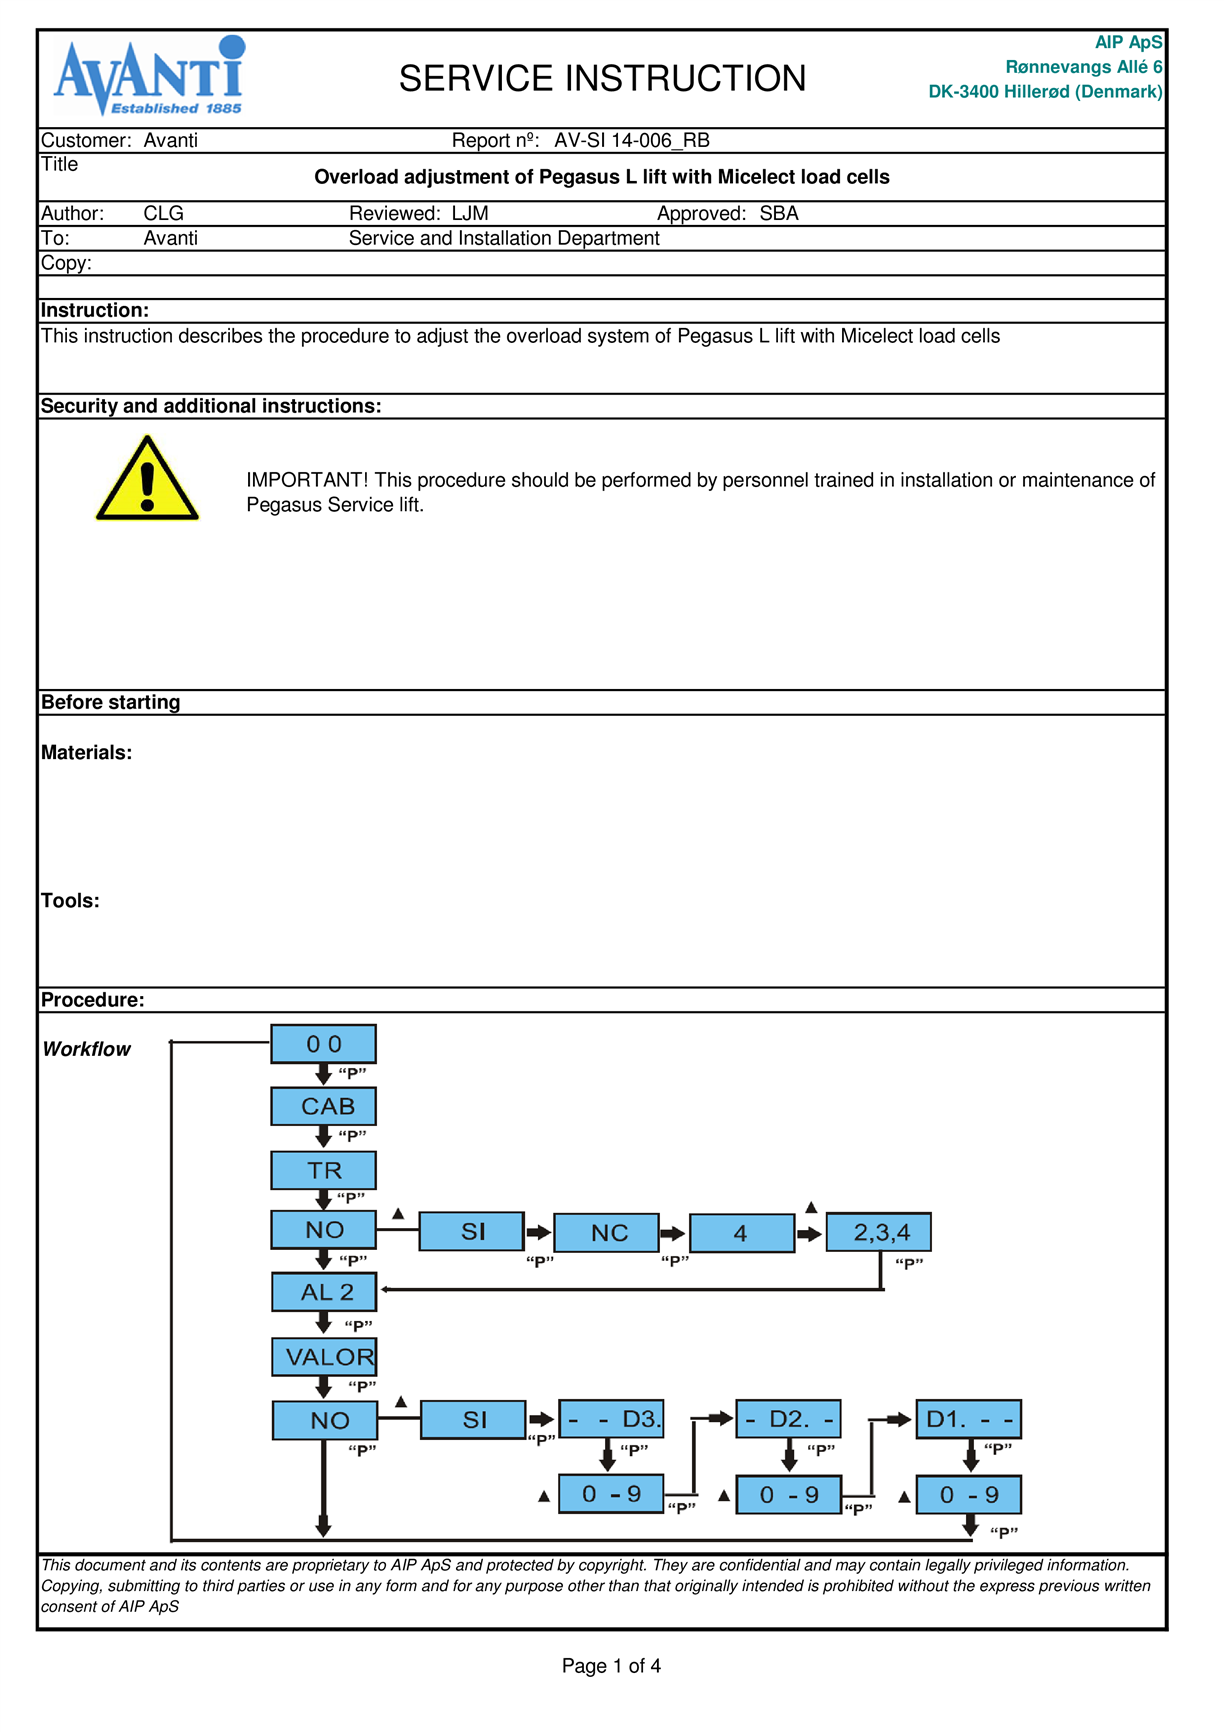 AVANTi
Established 1885
SERVICE INSTRUCTION
AIP ApS
Rønnevangs Allé 6
DK-3400 Hillerød (Denmark)
Customer: Avanti Report nº: AV-SI 14-006_RB
Title
Overload adjustment of Pegasus L lift with Micelect load cells
Author: CLG Reviewed: LJM Approved: SBA
To: Avanti Service and Installation Department
Copy:
Instruction:
This instruction describes the procedure to adjust the overload system of Pegasus L lift with Micelect load cells
Security and additional instructions:
IMPORTANT! This procedure should be performed by personnel trained in installation or maintenance of
Pegasus Service lift.
Before starting
Materials:
Tools:
Procedure:
Workflow
0 0
“P”
CAB
“P”
TR
“P”
NO ▲ SI NC 4 ▲ 2,3,4
“P” “P” “P” “P”
AL 2
“P”
VALOR
“P”
NO ▲ SI - - D3. - D2. - D1. - -
“P” “P” “P” “P” “P”
▲ 0 - 9 ▲ 0 - 9 ▲ 0 - 9
“P” “P” “P”
This document and its contents are proprietary to AIP ApS and protected by copyright. They are confidential and may contain legally privileged information.
Copying, submitting to third parties or use in any form and for any purpose other than that originally intended is prohibited without the express previous written
consent of AIP ApS
Page 1 of 4